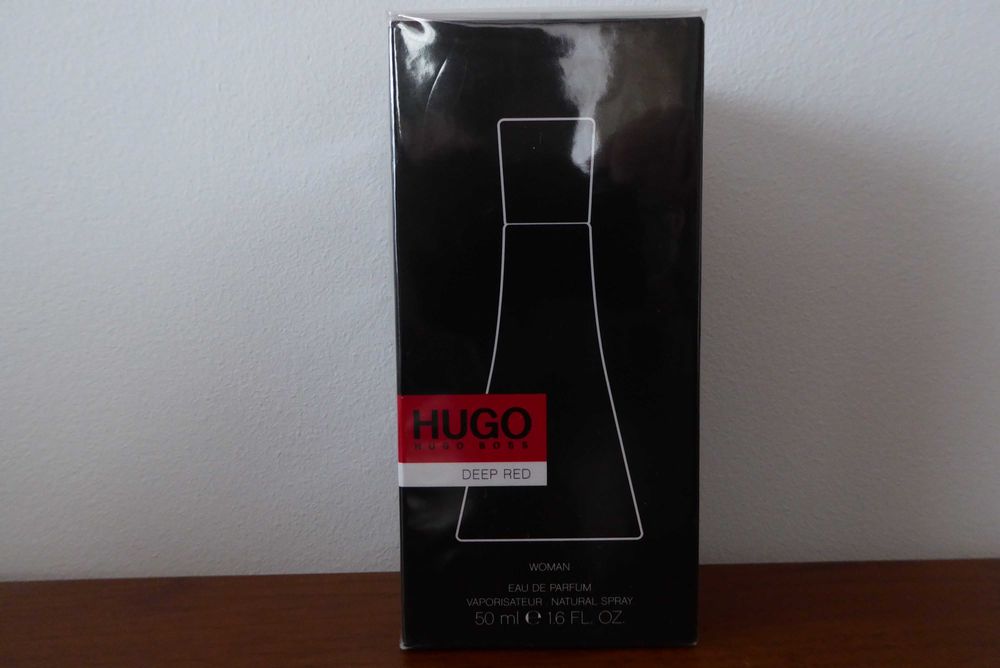 HUGO
HUGO BOSS
DEEP RED
WOMAN
EAU DE PARFUM
VAPORISATEUR . NATURAL SPRAY
50 ml ℮ 1.6 FL. OZ.